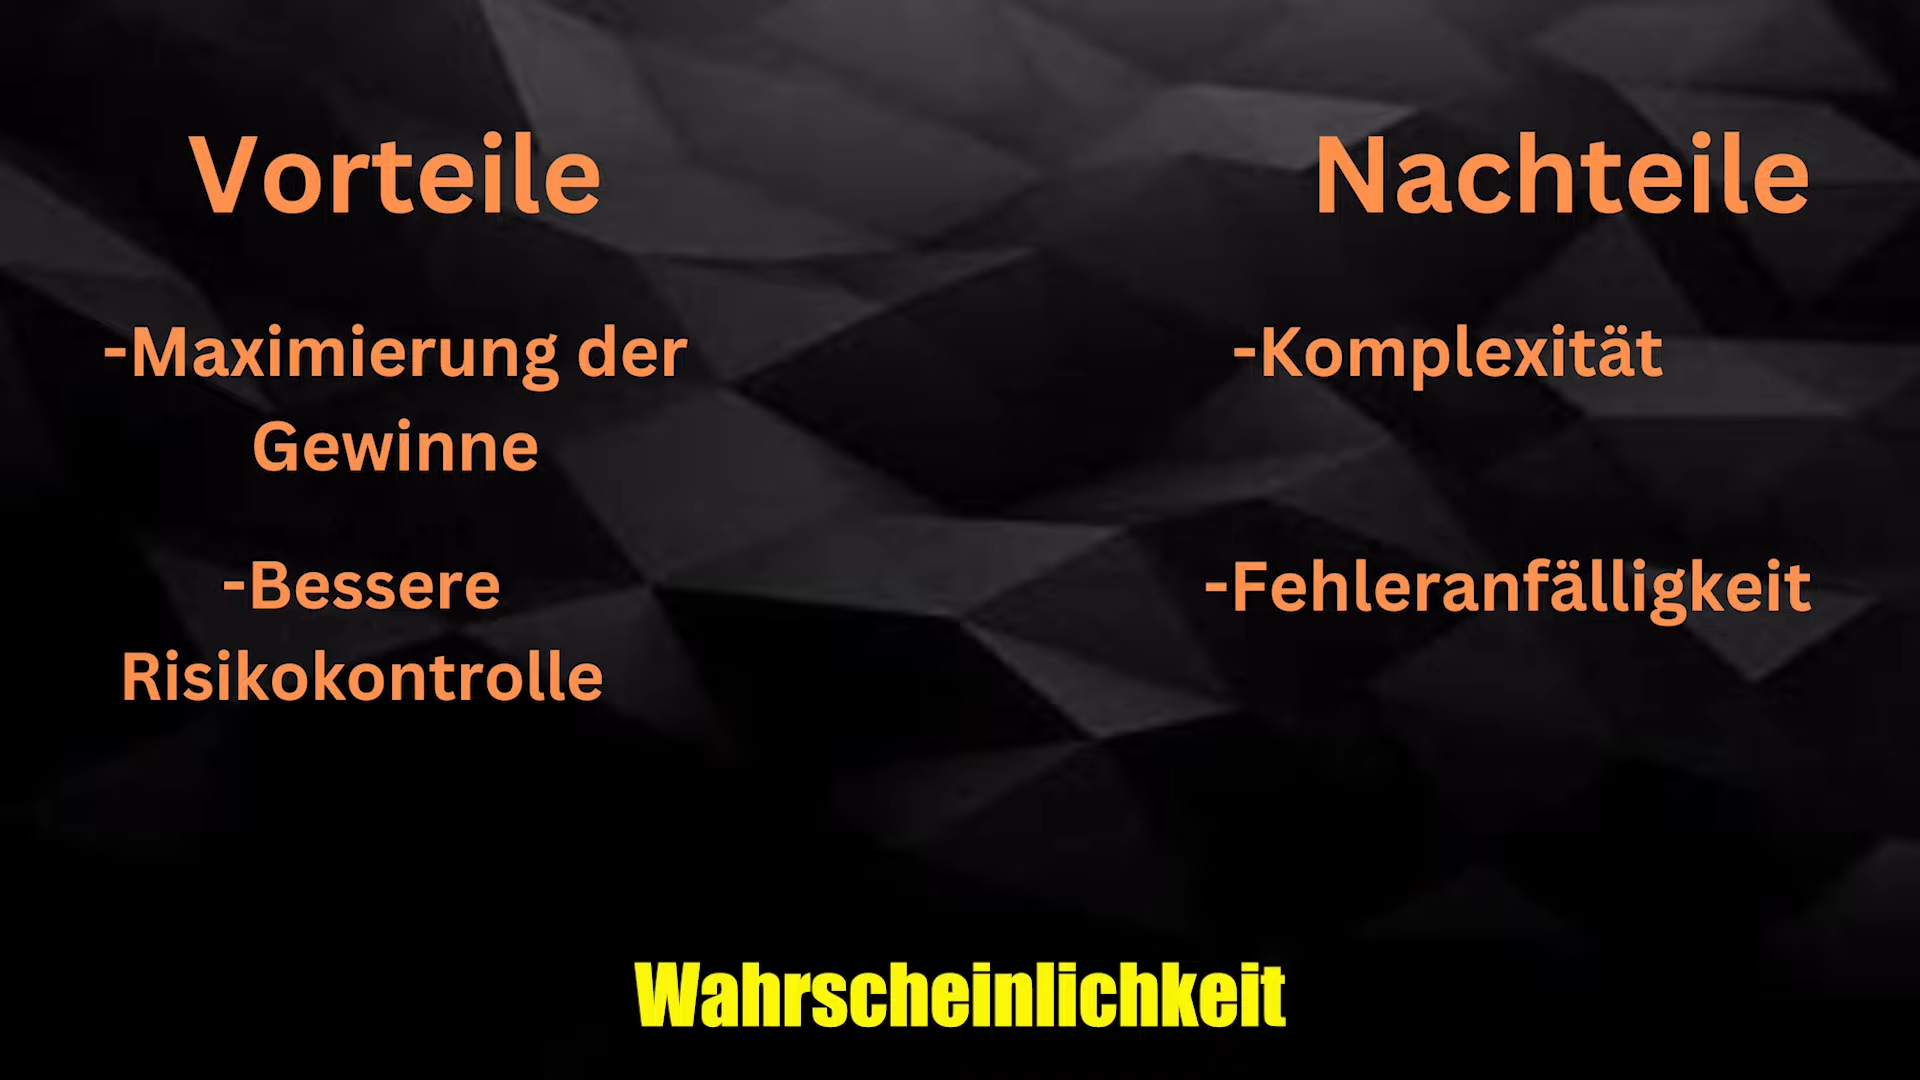 Vorteile
-Maximierung der
Gewinne
-Bessere
Risikokontrolle
Nachteile
-Komplexität
-Fehleranfälligkeit
Wahrscheinlichkeit